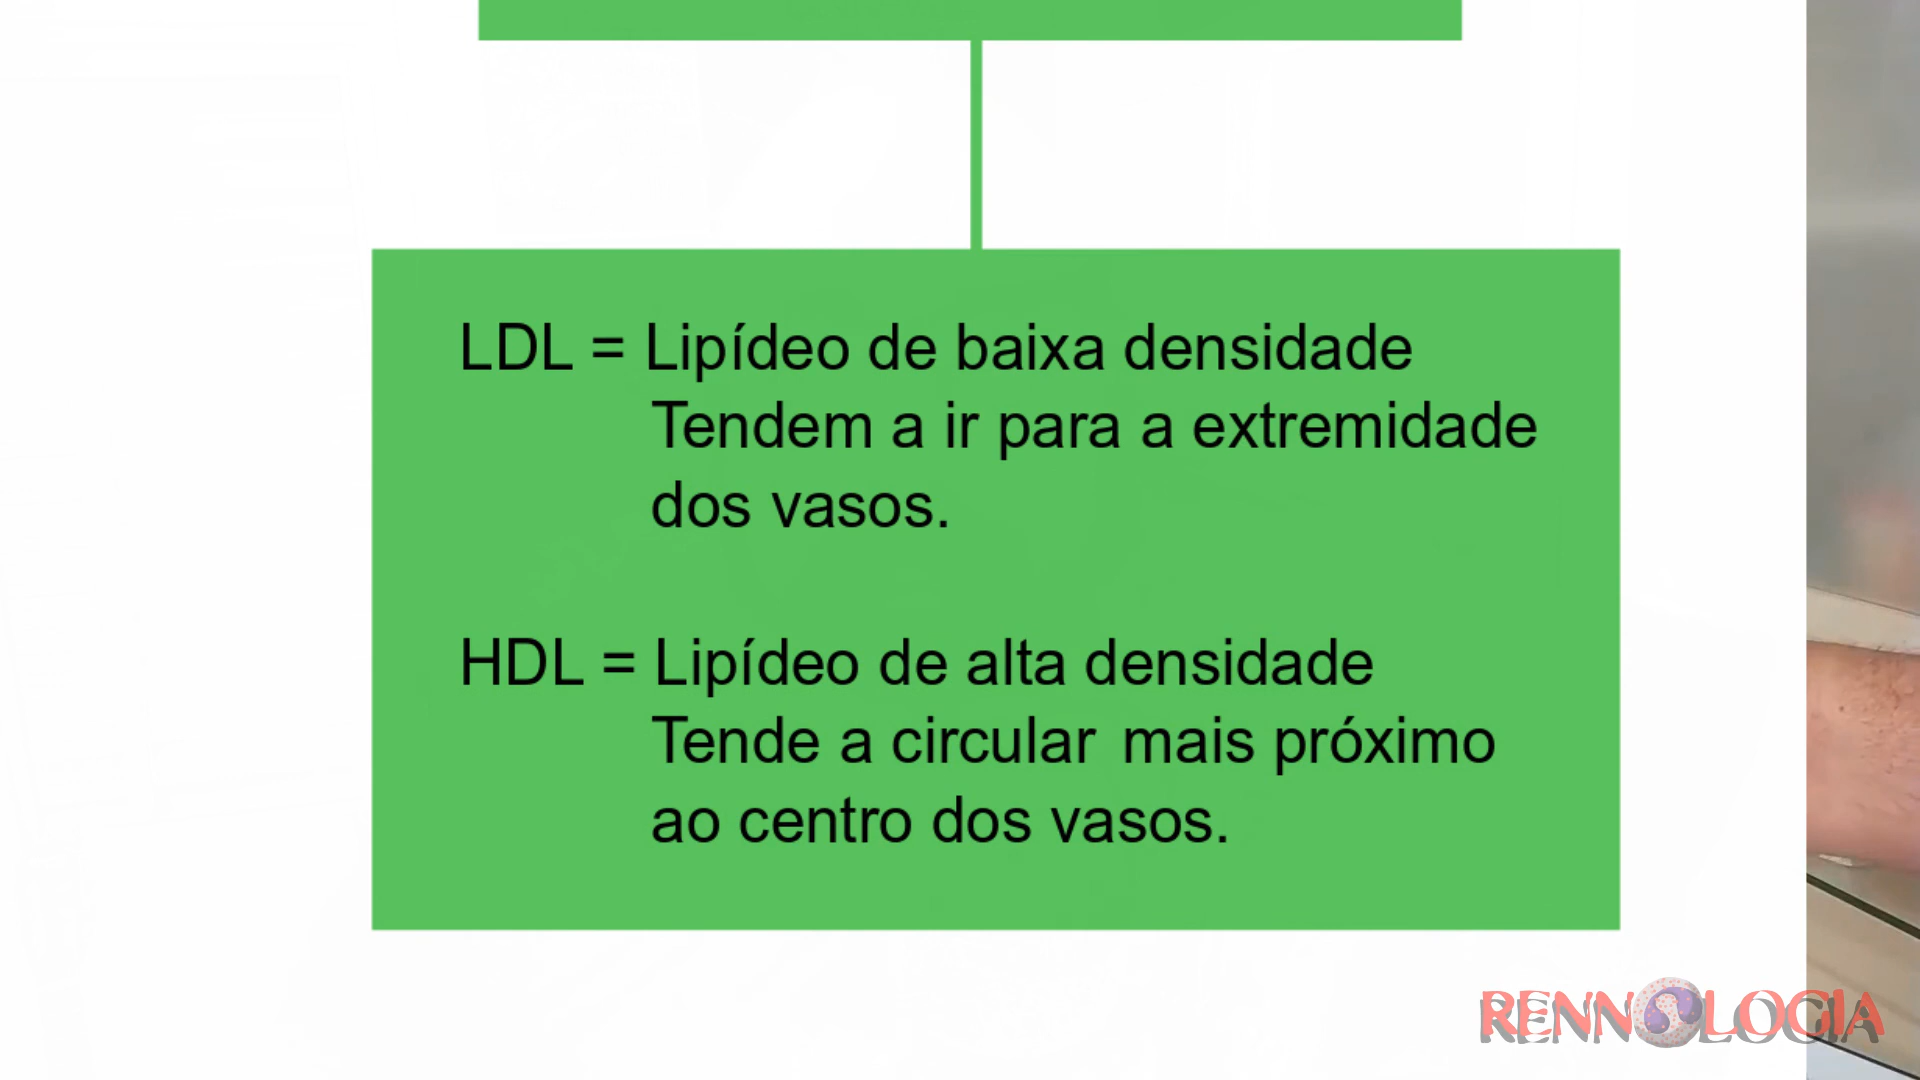 LDL = Lipídeo de baixa densidade
Tendem a ir para a extremidade
dos vasos.
HDL = Lipídeo de alta densidade
Tende a circular mais próximo
ao centro dos vasos.
RENNOLOGIA